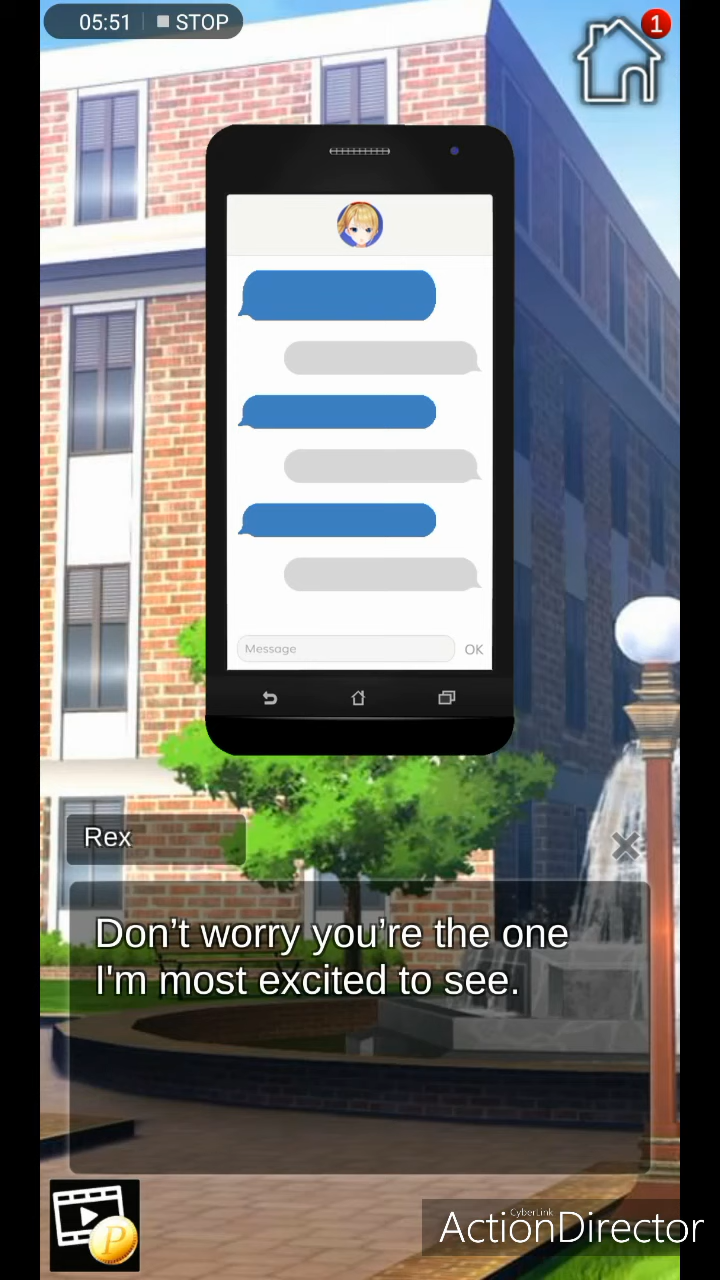 05:51 STOP
1
Message OK
Rex
Don’t worry you’re the one
I'm most excited to see.
P
CyberLink
ActionDirector